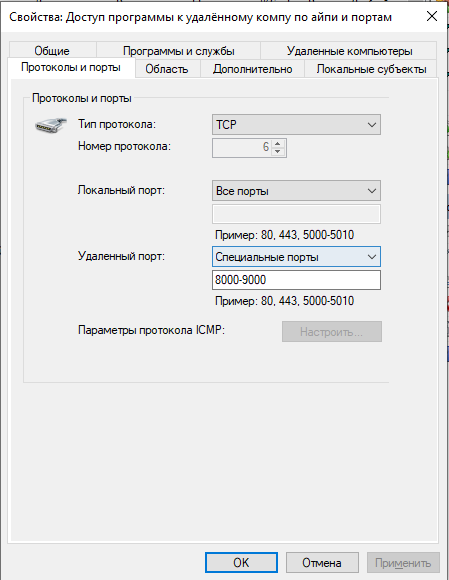 Свойства: Доступ программы к удалённому компу по айпи и портам
Общие Программы и службы Удаленные компьютеры
Протоколы и порты Область Дополнительно Локальные субъекты
Протоколы и порты
Тип протокола: TCP
Номер протокола: 6
Локальный порт: Все порты
Пример: 80, 443, 5000-5010
Удаленный порт: Специальные порты
8000-9000
Пример: 80, 443, 5000-5010
Параметры протокола ICMP: Настроить...
OK Отмена Применить